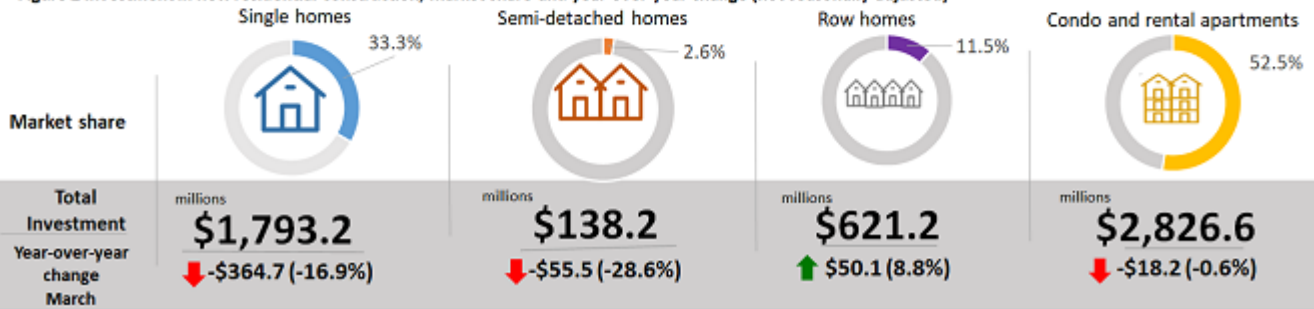 Single homes
Semi-detached homes
Row homes
Condo and rental apartments
33.3%
2.6%
11.5%
52.5%
Market share
Total
Investment
millions
$1,793.2
millions
$138.2
millions
$621.2
millions
$2,826.6
Year-over-year
change
March
-$364.7 (-16.9%)
-$55.5 (-28.6%)
$50.1 (8.8%)
-$18.2 (-0.6%)